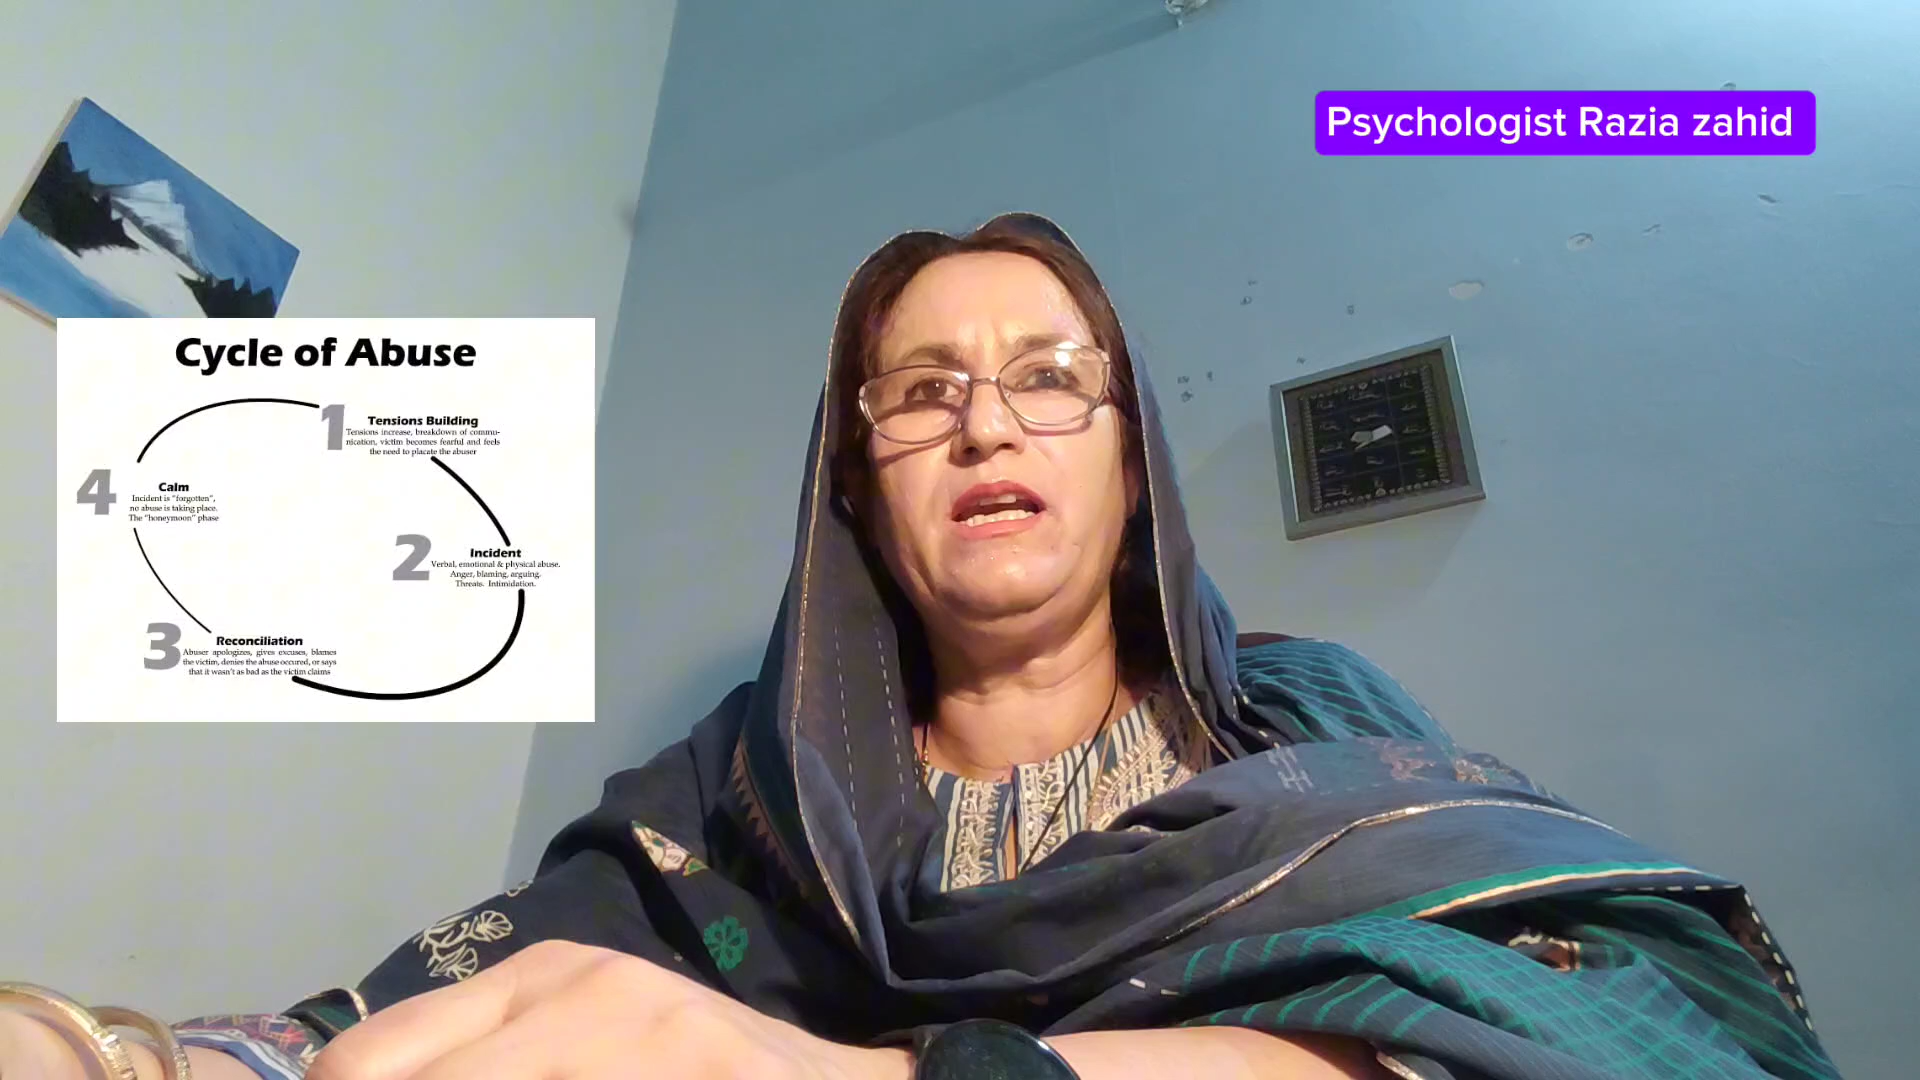 Psychologist Razia zahid
Cycle of Abuse
1
Tensions Building
Tensions increase, breakdown of commu-
nication, victim becomes fearful and feels
the need to placate the abuser
2
Incident
Verbal, emotional & physical abuse.
Anger, blaming, arguing.
Threats. Intimidation.
3
Reconciliation
Abuser apologizes, gives excuses, blames
the victim, denies the abuse occured, or says
that it wasn't as bad as the victim claims
4
Calm
Incident is "forgotten",
no abuse is taking place.
The "honeymoon" phase